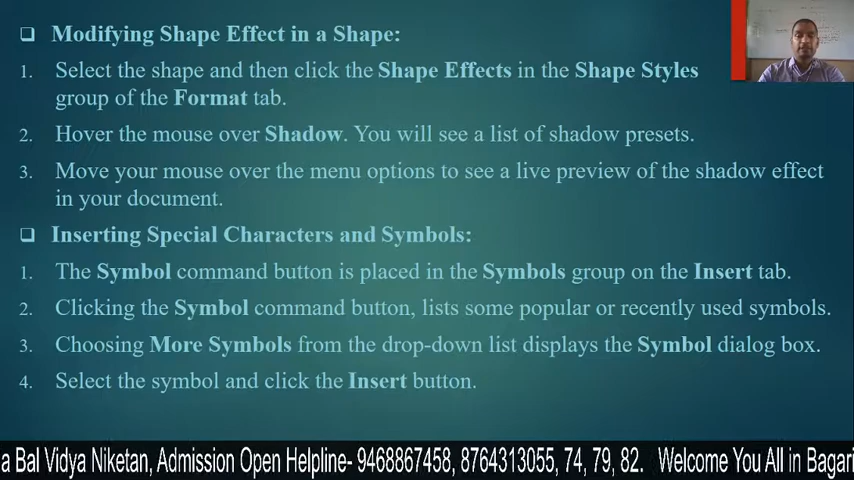 ❑ Modifying Shape Effect in a Shape:
1. Select the shape and then click the Shape Effects in the Shape Styles
group of the Format tab.
2. Hover the mouse over Shadow. You will see a list of shadow presets.
3. Move your mouse over the menu options to see a live preview of the shadow effect
in your document.
❑ Inserting Special Characters and Symbols:
1. The Symbol command button is placed in the Symbols group on the Insert tab.
2. Clicking the Symbol command button, lists some popular or recently used symbols.
3. Choosing More Symbols from the drop-down list displays the Symbol dialog box.
4. Select the symbol and click the Insert button.
a Bal Vidya Niketan, Admission Open Helpline- 9468867458, 8764313055, 74, 79, 82. Welcome You All in Bagari